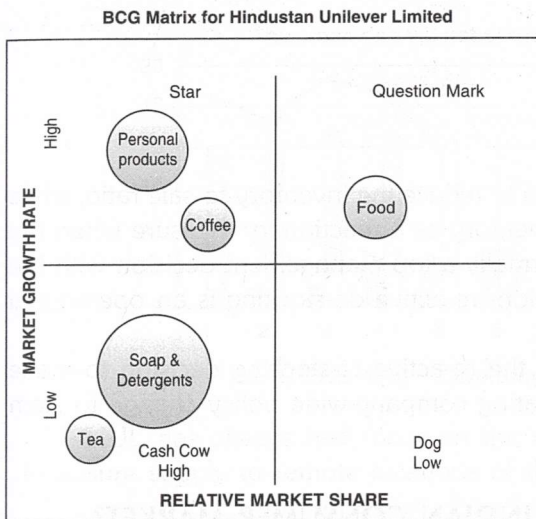 BCG Matrix for Hindustan Unilever Limited
Star
Question Mark
High
Personal
products
Food
Coffee
MARKET GROWTH RATE
Soap &
Detergents
Low
Tea
Cash Cow
High
Dog
Low
RELATIVE MARKET SHARE